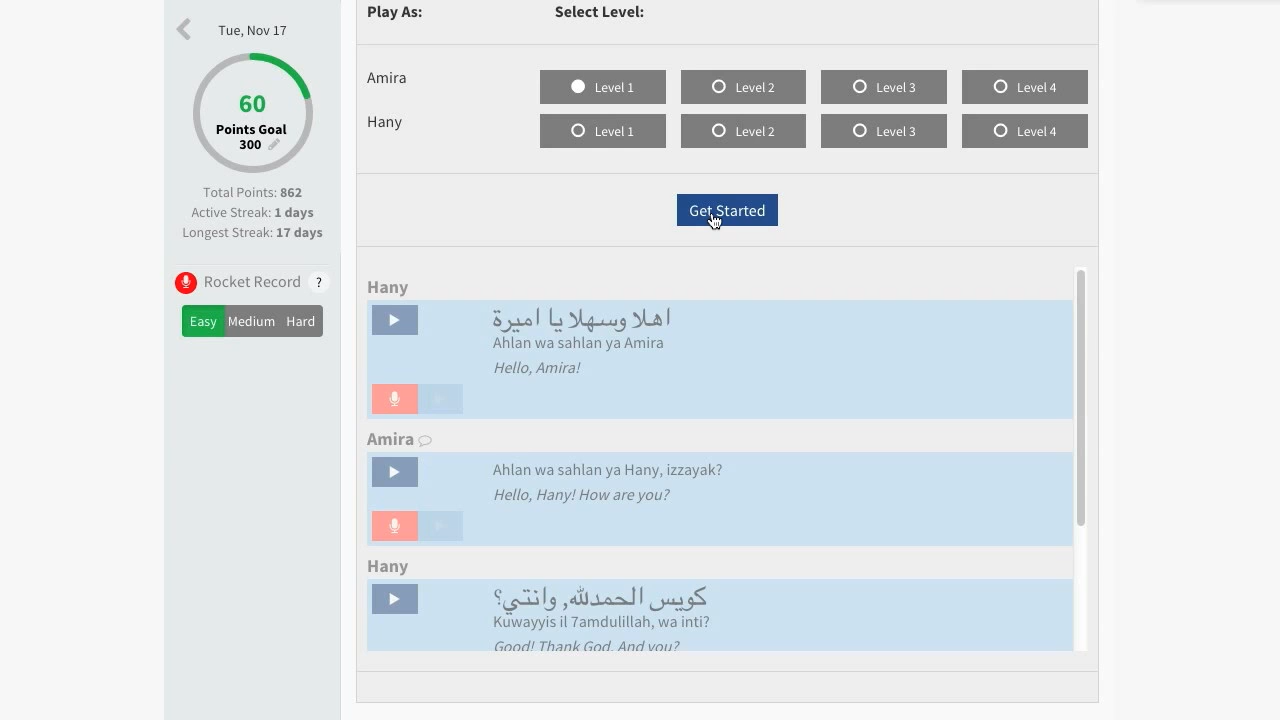 Tue, Nov 17
60
Points Goal
300
Total Points: 862
Active Streak: 1 days
Longest Streak: 17 days
Rocket Record ?
Easy Medium Hard
Play As: Select Level:
Amira Level 1 Level 2 Level 3 Level 4
Hany Level 1 Level 2 Level 3 Level 4
Get Started
Hany
اهلا وسهلا يا اميرة
Ahlan wa sahlan ya Amira
Hello, Amira!
Amira
Ahlan wa sahlan ya Hany, izzayak?
Hello, Hany! How are you?
Hany
كويس الحمدلله, وانتي؟
Kuwayyis il 7amdulillah, wa inti?
Good! Thank God. And you?